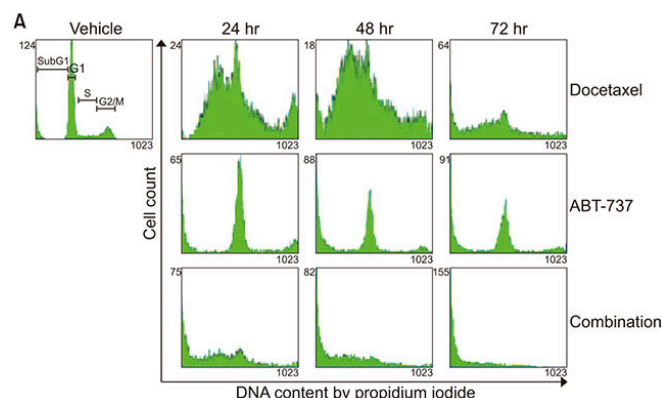 A
Vehicle
24 hr
48 hr
72 hr
124
SubG1
G1
S
G2/M
1023
24
1023
18
1023
64
1023
Docetaxel
65
1023
88
1023
91
1023
ABT-737
75
1023
82
1023
155
1023
Combination
Cell count
DNA content by propidium iodide